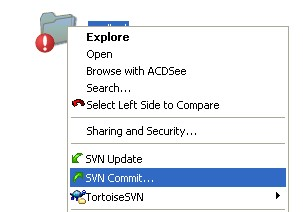 Explore
Open
Browse with ACDSee
Search...
Select Left Side to Compare
Sharing and Security...
SVN Update
SVN Commit...
TortoiseSVN